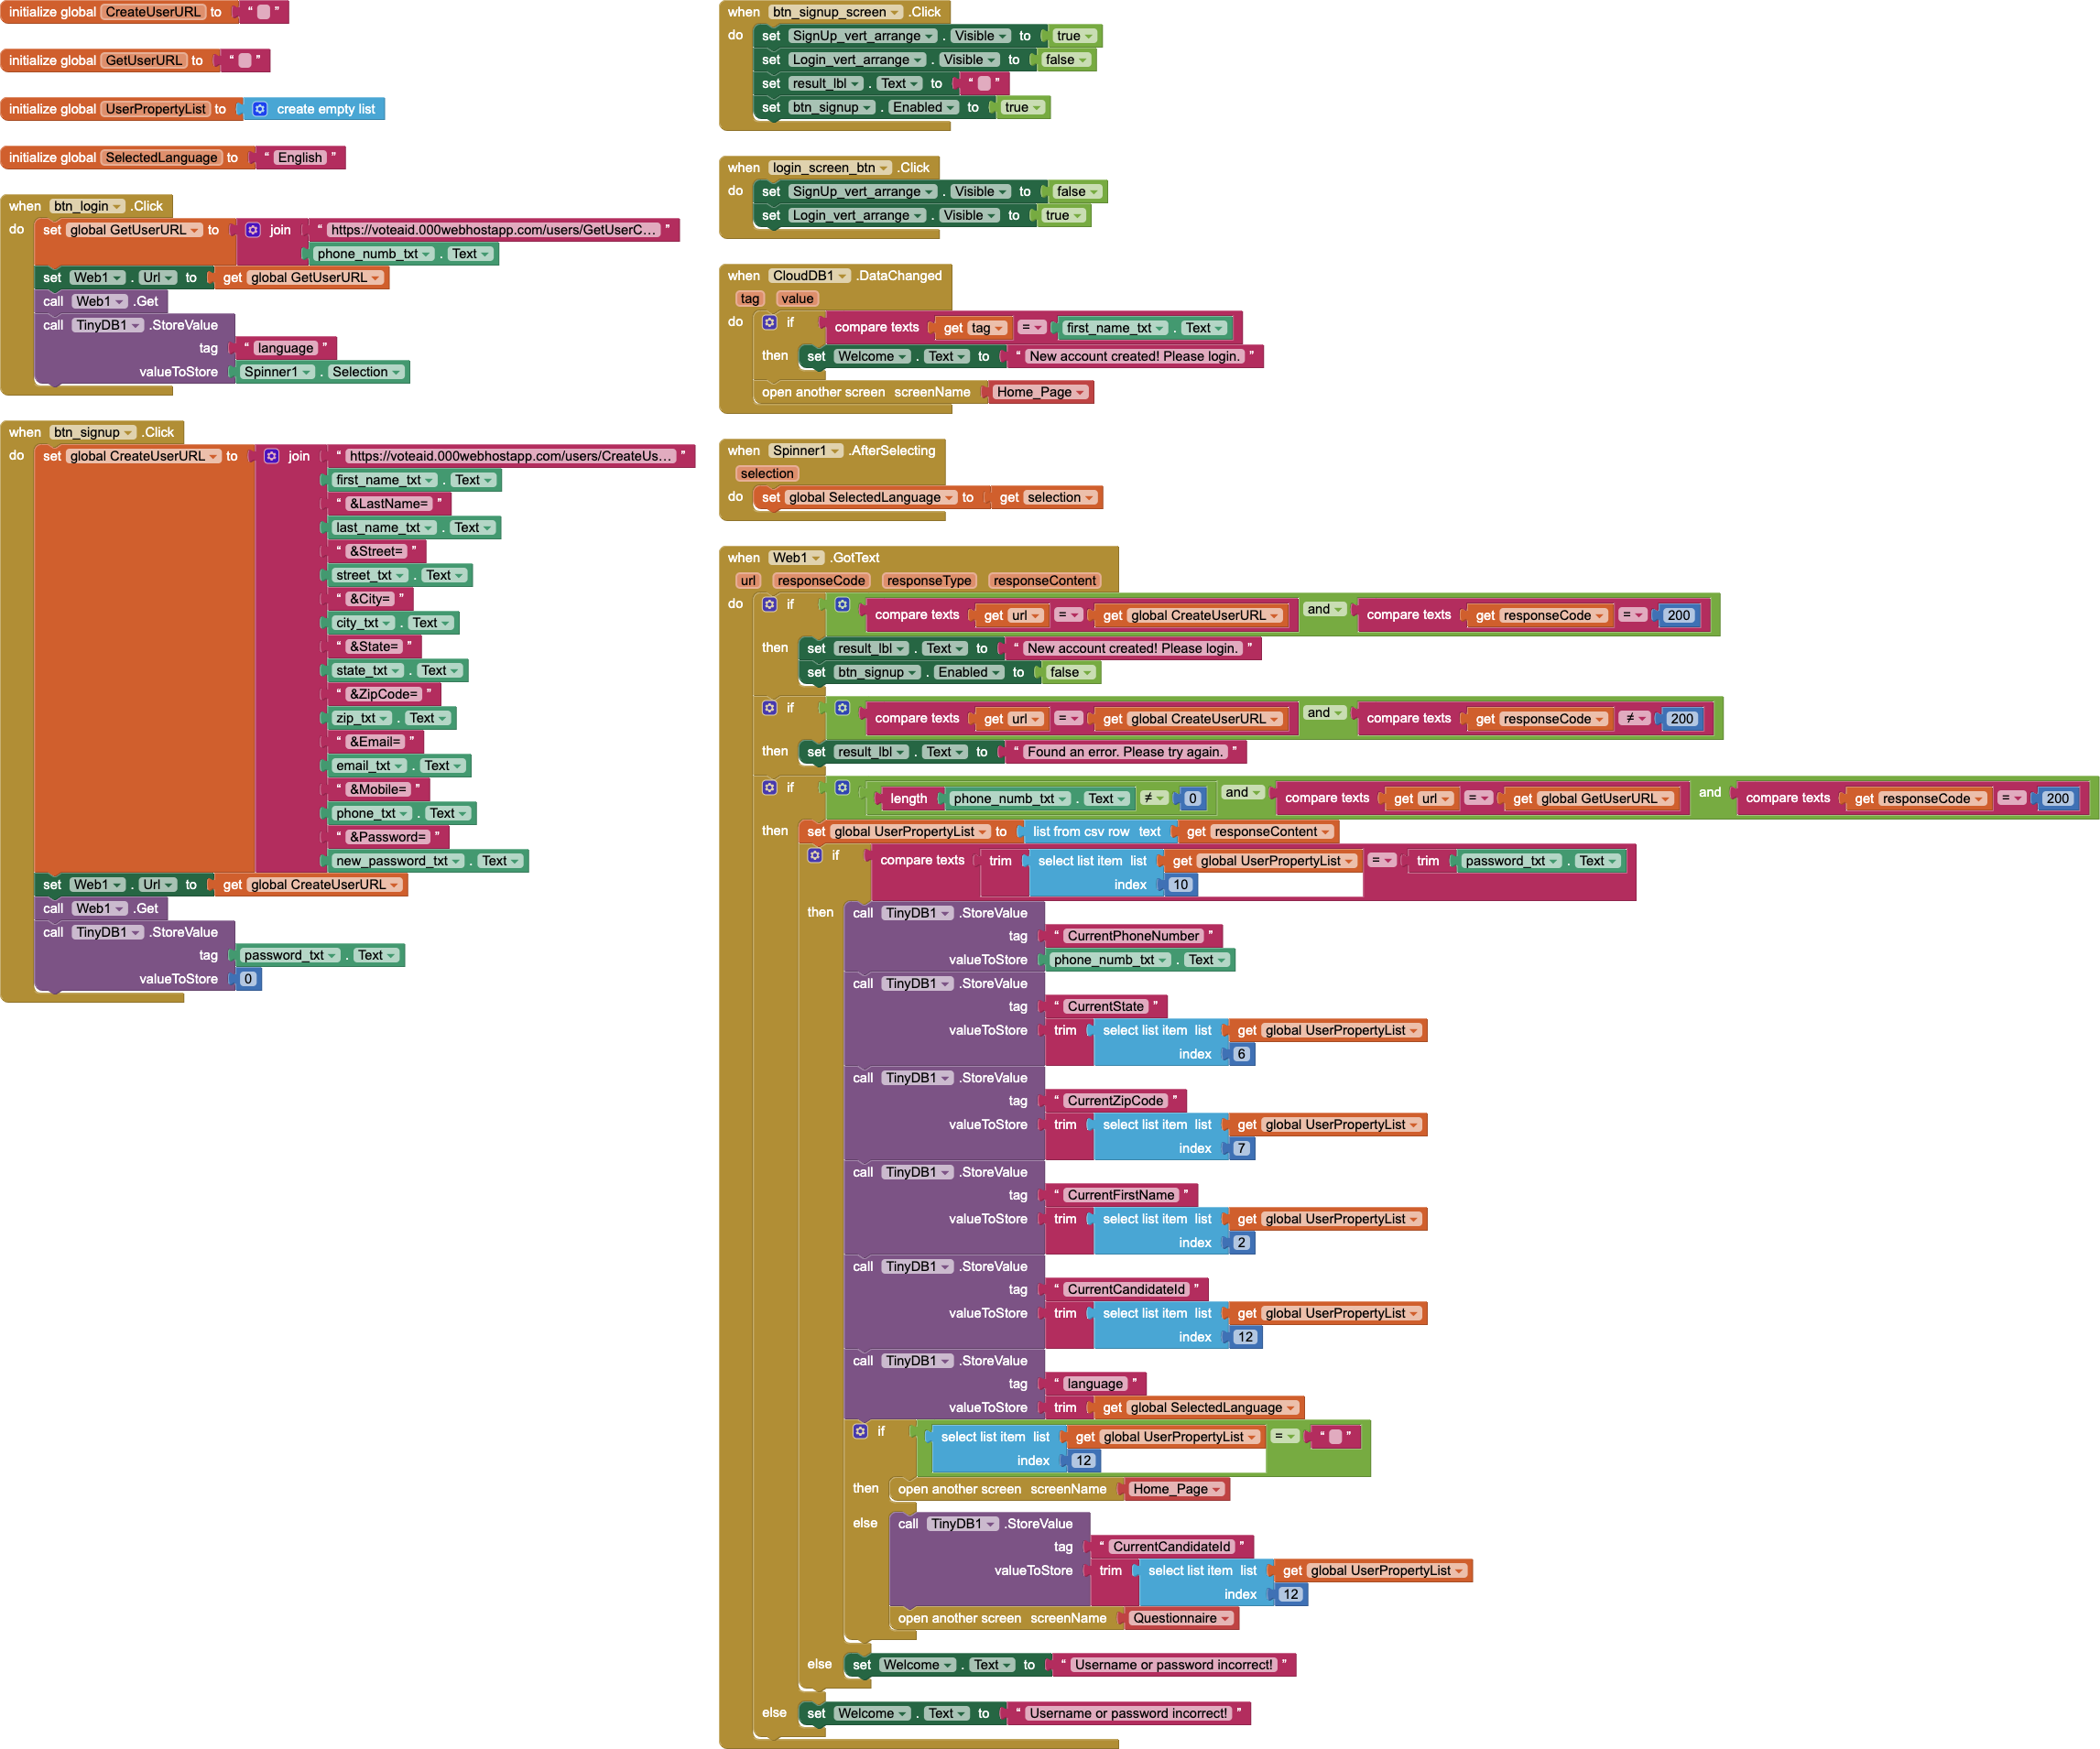 initialize global CreateUserURL to “ ”
initialize global GetUserURL to “ ”
initialize global UserPropertyList to create empty list
initialize global SelectedLanguage to “ English ”
when btn_login .Click
do set global GetUserURL to join “ https://voteaid.000webhostapp.com/users/GetUserC... ”
phone_numb_txt . Text
set Web1 . Url to get global GetUserURL
call Web1 .Get
call TinyDB1 .StoreValue
tag “ language ”
valueToStore Spinner1 . Selection
when btn_signup .Click
do set global CreateUserURL to join “ https://voteaid.000webhostapp.com/users/CreateUs... ”
first_name_txt . Text
“ &LastName= ”
last_name_txt . Text
“ &Street= ”
street_txt . Text
“ &City= ”
city_txt . Text
“ &State= ”
state_txt . Text
“ &ZipCode= ”
zip_txt . Text
“ &Email= ”
email_txt . Text
“ &Mobile= ”
phone_txt . Text
“ &Password= ”
new_password_txt . Text
set Web1 . Url to get global CreateUserURL
call Web1 .Get
call TinyDB1 .StoreValue
tag password_txt . Text
valueToStore 0
when btn_signup_screen .Click
do set SignUp_vert_arrange . Visible to true
set Login_vert_arrange . Visible to false
set result_lbl . Text to “ ”
set btn_signup . Enabled to true
when login_screen_btn .Click
do set SignUp_vert_arrange . Visible to false
set Login_vert_arrange . Visible to true
when CloudDB1 .DataChanged
tag value
do if compare texts get tag = first_name_txt . Text
then set Welcome . Text to “ New account created! Please login. ”
open another screen screenName Home_Page
when Spinner1 .AfterSelecting
selection
do set global SelectedLanguage to get selection
when Web1 .GotText
url responseCode responseType responseContent
do if compare texts get url = get global CreateUserURL and compare texts get responseCode = 200
then set result_lbl . Text to “ New account created! Please login. ”
set btn_signup . Enabled to false
if compare texts get url = get global CreateUserURL and compare texts get responseCode ≠ 200
then set result_lbl . Text to “ Found an error. Please try again. ”
if length phone_numb_txt . Text ≠ 0 and compare texts get url = get global GetUserURL and compare texts get responseCode = 200
then set global UserPropertyList to list from csv row text get responseContent
if compare texts trim select list item list get global UserPropertyList = trim password_txt . Text
index 10
then call TinyDB1 .StoreValue
tag “ CurrentPhoneNumber ”
valueToStore phone_numb_txt . Text
call TinyDB1 .StoreValue
tag “ CurrentState ”
valueToStore trim select list item list get global UserPropertyList
index 6
call TinyDB1 .StoreValue
tag “ CurrentZipCode ”
valueToStore trim select list item list get global UserPropertyList
index 7
call TinyDB1 .StoreValue
tag “ CurrentFirstName ”
valueToStore trim select list item list get global UserPropertyList
index 2
call TinyDB1 .StoreValue
tag “ CurrentCandidateId ”
valueToStore trim select list item list get global UserPropertyList
index 12
call TinyDB1 .StoreValue
tag “ language ”
valueToStore trim get global SelectedLanguage
if select list item list get global UserPropertyList = “ ”
index 12
then open another screen screenName Home_Page
else call TinyDB1 .StoreValue
tag “ CurrentCandidateId ”
valueToStore trim select list item list get global UserPropertyList
index 12
open another screen screenName Questionnaire
else set Welcome . Text to “ Username or password incorrect! ”
else set Welcome . Text to “ Username or password incorrect! ”